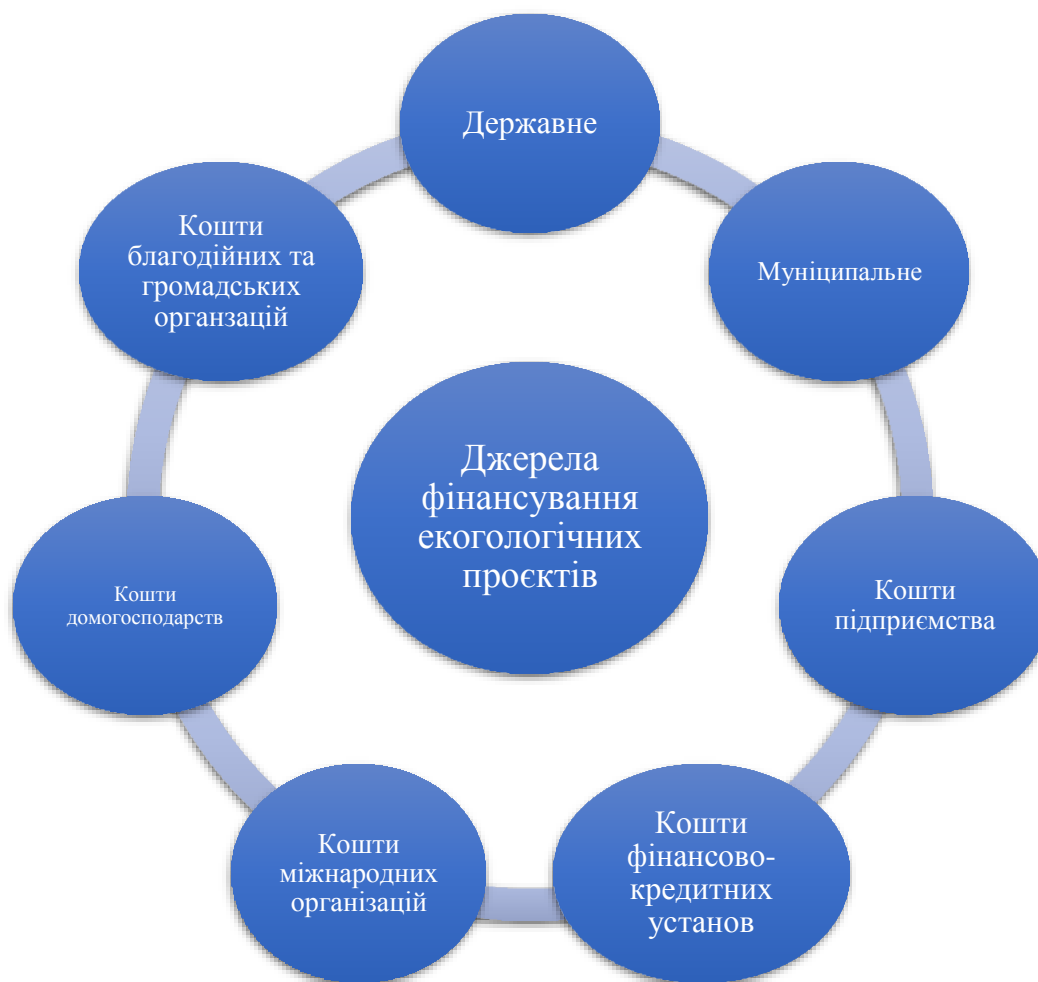 Державне
Муніципальне
Кошти
підприємства
Кошти
фінансово-
кредитних
установ
Кошти
міжнародних
організацій
Кошти
домогосподарств
Кошти
благодійних та
громадських
органзацій
Джерела
фінансування
екогологічних
проєктів